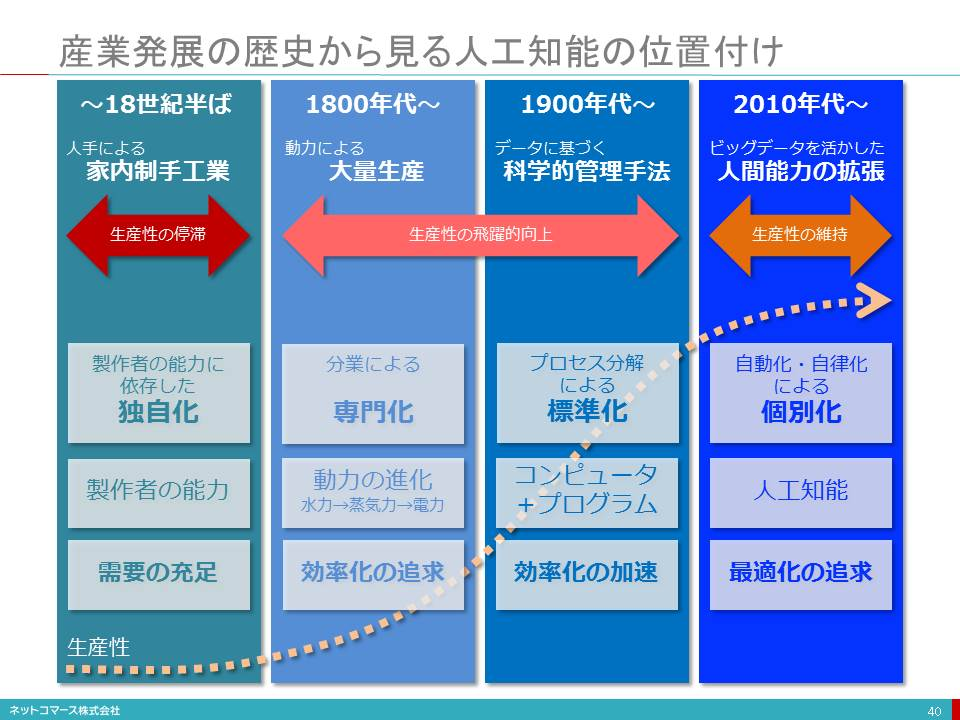 産業発展の歴史から見る人工知能の位置付け
～18世紀半ば
人手による
家内制手工業
生産性の停滞
製作者の能力に
依存した
独自化
製作者の能力
需要の充足
生産性
1800年代～
動力による
大量生産
生産性の飛躍的向上
分業による
専門化
動力の進化
水力→蒸気力→電力
効率化の追求
1900年代～
データに基づく
科学的管理手法
プロセス分解
による
標準化
コンピュータ
＋プログラム
効率化の加速
2010年代～
ビッグデータを活かした
人間能力の拡張
生産性の維持
自動化・自律化
による
個別化
人工知能
最適化の追求
ネットコマース株式会社
40